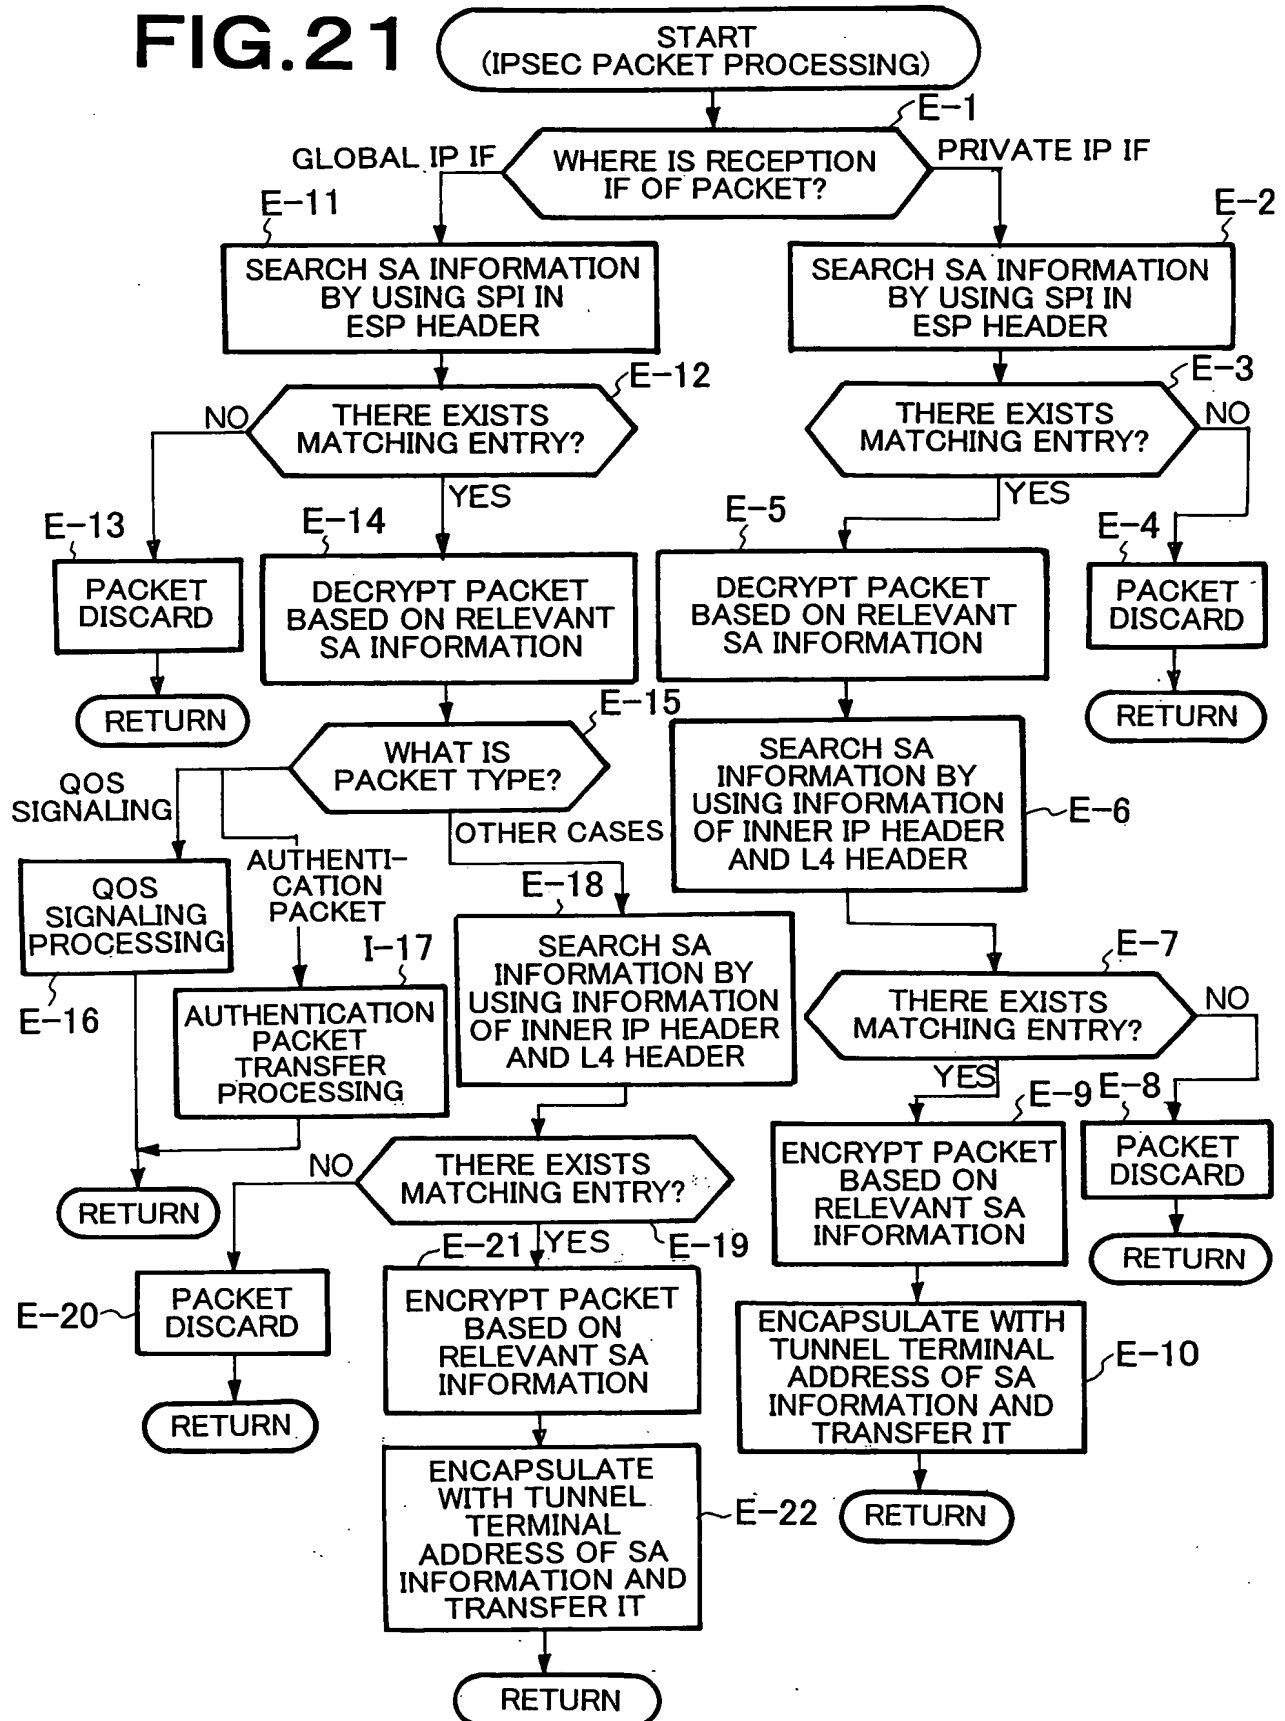 FIG.21
START
(IPSEC PACKET PROCESSING)
E-1
GLOBAL IP IF
WHERE IS RECEPTION
IF OF PACKET?
PRIVATE IP IF
E-11
SEARCH SA INFORMATION
BY USING SPI IN
ESP HEADER
E-2
SEARCH SA INFORMATION
BY USING SPI IN
ESP HEADER
E-12
NO
THERE EXISTS
MATCHING ENTRY?
YES
E-3
THERE EXISTS
MATCHING ENTRY?
NO
YES
E-13
PACKET
DISCARD
RETURN
E-14
DECRYPT PACKET
BASED ON RELEVANT
SA INFORMATION
E-5
DECRYPT PACKET
BASED ON RELEVANT
SA INFORMATION
E-4
PACKET
DISCARD
RETURN
E-15
WHAT IS
PACKET TYPE?
QOS
SIGNALING
AUTHENTI-
CATION
PACKET
OTHER CASES
SEARCH SA
INFORMATION BY
USING INFORMATION
OF INNER IP HEADER
AND L4 HEADER
E-6
QOS
SIGNALING
PROCESSING
E-16
I-17
AUTHENTICATION
PACKET
TRANSFER
PROCESSING
RETURN
E-18
SEARCH SA
INFORMATION BY
USING INFORMATION
OF INNER IP HEADER
AND L4 HEADER
E-7
THERE EXISTS
MATCHING ENTRY?
NO
YES
E-9
ENCRYPT PACKET
BASED ON
RELEVANT SA
INFORMATION
E-8
PACKET
DISCARD
RETURN
NO
THERE EXISTS
MATCHING ENTRY?
YES
E-19
E-20
PACKET
DISCARD
RETURN
E-21
ENCRYPT PACKET
BASED ON
RELEVANT SA
INFORMATION
ENCAPSULATE WITH
TUNNEL TERMINAL
ADDRESS OF SA
INFORMATION AND
TRANSFER IT
E-10
RETURN
ENCAPSULATE
WITH TUNNEL
TERMINAL
ADDRESS OF SA
INFORMATION AND
TRANSFER IT
E-22
RETURN